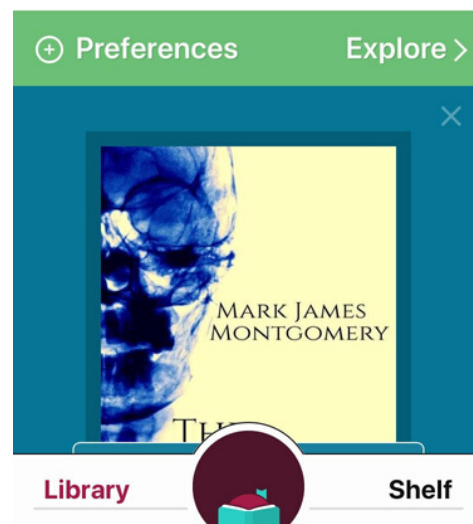 Preferences
Explore >
MARK JAMES
MONTGOMERY
Library
Shelf